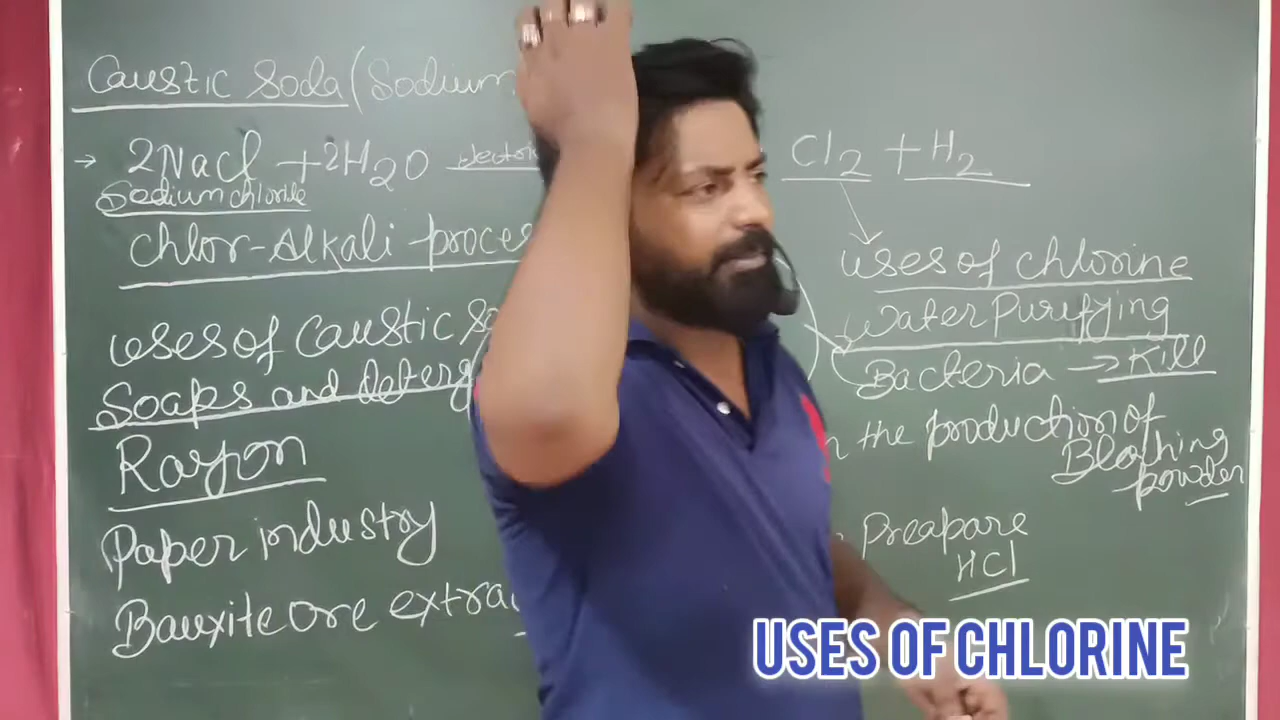 Caustic Soda (Sodium
→ 2NaCl + 2H2O
Sodium chloride
Chlor-Alkali proces
uses of Caustic
Soaps and deterg
Rayon
Paper industry
Bauxite ore extra
Cl2 + H2
uses of chlorine
Water Purifying
Bacteria → Kill
the production of
powder
Preapare
HCl
USES OF CHLORINE